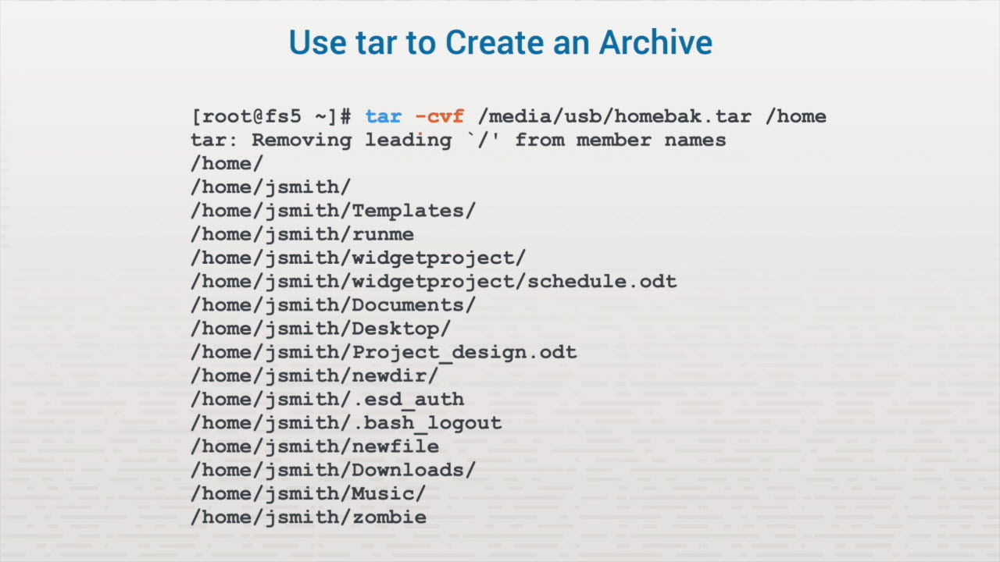 Use tar to Create an Archive
[root@fs5 ~]# tar -cvf /media/usb/homebak.tar /home
tar: Removing leading `/' from member names
/home/
/home/jsmith/
/home/jsmith/Templates/
/home/jsmith/runme
/home/jsmith/widgetproject/
/home/jsmith/widgetproject/schedule.odt
/home/jsmith/Documents/
/home/jsmith/Desktop/
/home/jsmith/Project_design.odt
/home/jsmith/newdir/
/home/jsmith/.esd_auth
/home/jsmith/.bash_logout
/home/jsmith/newfile
/home/jsmith/Downloads/
/home/jsmith/Music/
/home/jsmith/zombie